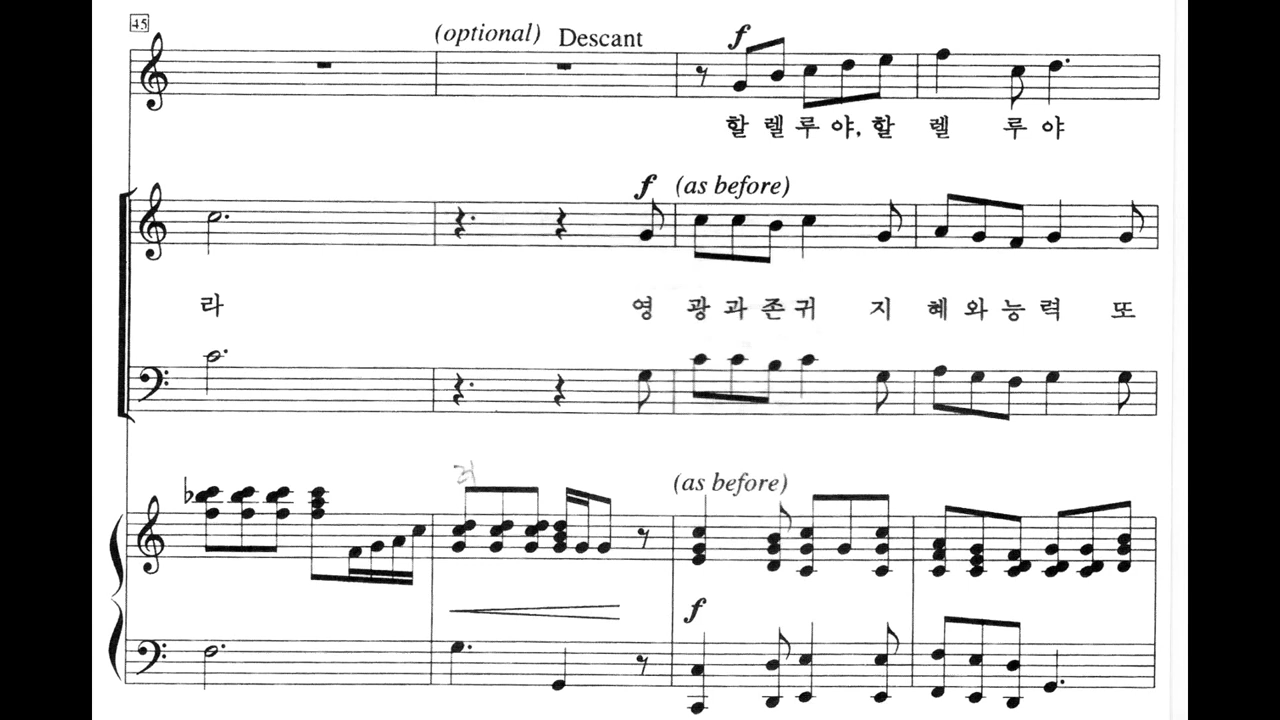 45
(optional) Descant
f
할렐루야, 할렐 루야
f (as before)
라 영광과존귀 지혜와능력 또
(as before)
f